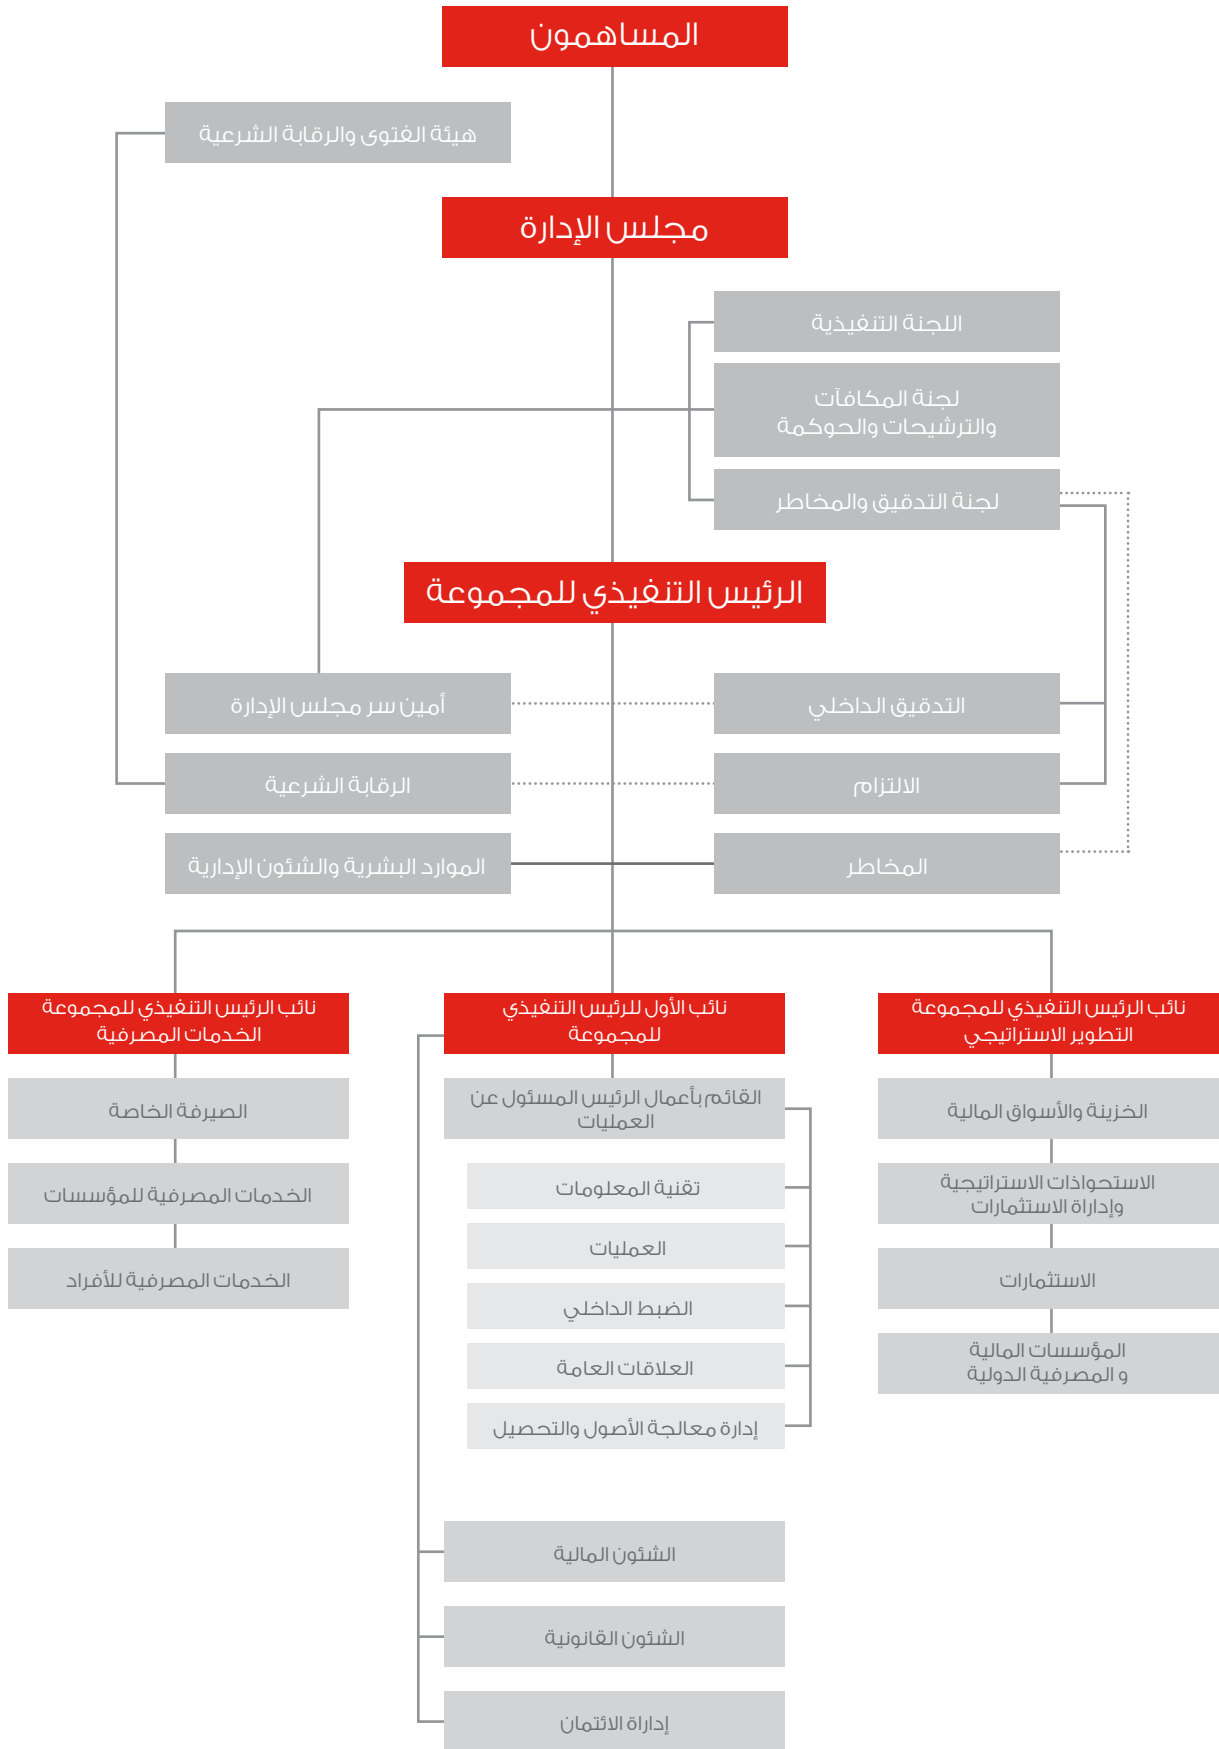 المساهمون
هيئة الفتوى والرقابة الشرعية
مجلس الإدارة
اللجنة التنفيذية
لجنة المكافآت
والترشيحات والحوكمة
لجنة التدقيق والمخاطر
الرئيس التنفيذي للمجموعة
التدقيق الداخلي
أمين سر مجلس الإدارة
الالتزام
الرقابة الشرعية
المخاطر
الموارد البشرية والشئون الإدارية
نائب الرئيس التنفيذي للمجموعة
التطوير الاستراتيجي
الخزينة والأسواق المالية
الاستحواذات الاستراتيجية
وإداراة الاستثمارات
الاستثمارات
المؤسسات المالية
و المصرفية الدولية
نائب الأول للرئيس التنفيذي
للمجموعة
القائم بأعمال الرئيس المسئول عن
العمليات
تقنية المعلومات
العمليات
الضبط الداخلي
العلاقات العامة
إدارة معالجة الأصول والتحصيل
الشئون المالية
الشئون القانونية
إداراة الائتمان
نائب الرئيس التنفيذي للمجموعة
الخدمات المصرفية
الصيرفة الخاصة
الخدمات المصرفية للمؤسسات
الخدمات المصرفية للأفراد